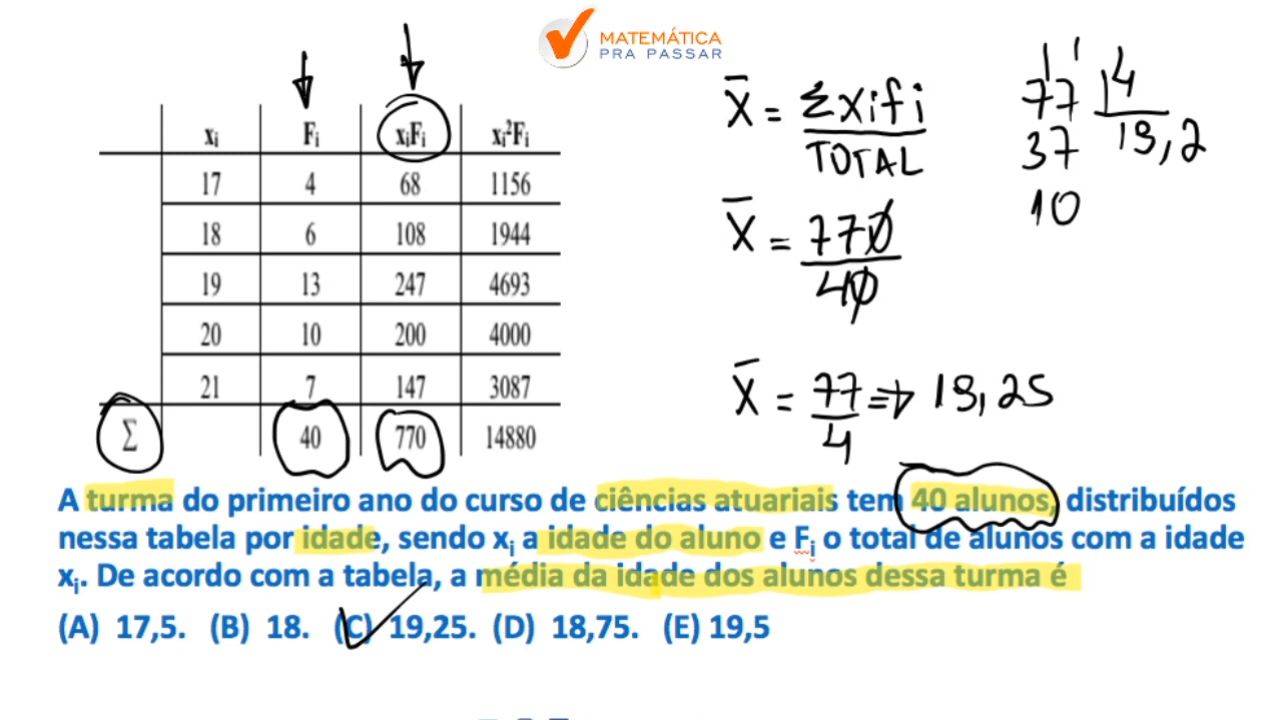 MATEMÁTICA
PRA PASSAR
xᵢ Fᵢ xᵢFᵢ xᵢ²Fᵢ
17 4 68 1156
18 6 108 1944
19 13 247 4693
20 10 200 4000
21 7 147 3087
Σ 40 770 14880
X̄ = Σxifi
TOTAL
X̄ = 770
40
X̄ = 77 ⇒ 19,25
4
77 4
37 19,2
10
A turma do primeiro ano do curso de ciências atuariais tem 40 alunos, distribuídos
nessa tabela por idade, sendo xᵢ a idade do aluno e Fᵢ o total de alunos com a idade
xᵢ. De acordo com a tabela, a média da idade dos alunos dessa turma é
(A) 17,5. (B) 18. (C) 19,25. (D) 18,75. (E) 19,5